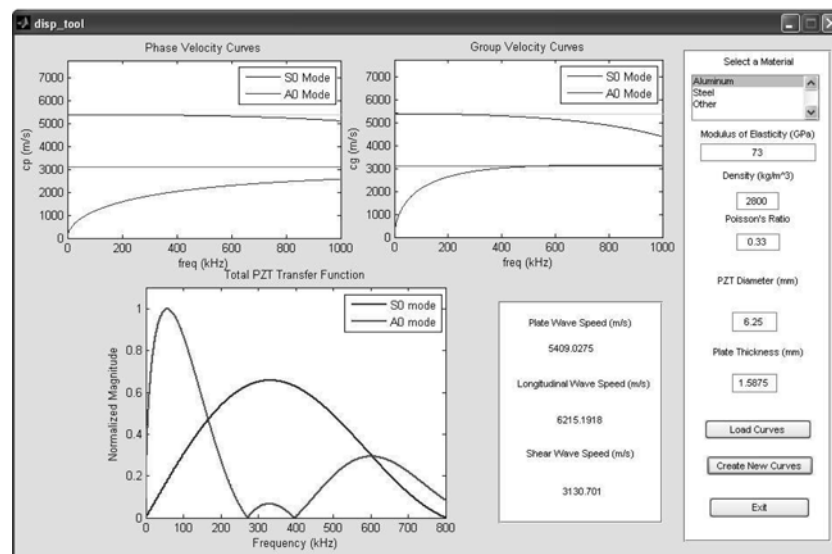 disp_tool
Phase Velocity Curves
7000
6000
5000
4000
3000
2000
1000
0
cp (m/s)
S0 Mode
A0 Mode
0 200 400 600 800 1000
freq (kHz)
Group Velocity Curves
7000
6000
5000
4000
3000
2000
1000
0
cg (m/s)
S0 Mode
A0 Mode
0 200 400 600 800 1000
freq (kHz)
Total PZT Transfer Function
1
0.8
0.6
0.4
0.2
0
Normalized Magnitude
S0 mode
A0 mode
0 100 200 300 400 500 600 700 800
Frequency (kHz)
Plate Wave Speed (m/s)
5409.0275
Longitudinal Wave Speed (m/s)
6215.1918
Shear Wave Speed (m/s)
3130.701
Select a Material
Aluminum
Steel
Other
Modulus of Elasticity (GPa)
73
Density (kg/m^3)
2800
Poisson's Ratio
0.33
PZT Diameter (mm)
6.25
Plate Thickness (mm)
1.5875
Load Curves
Create New Curves
Exit